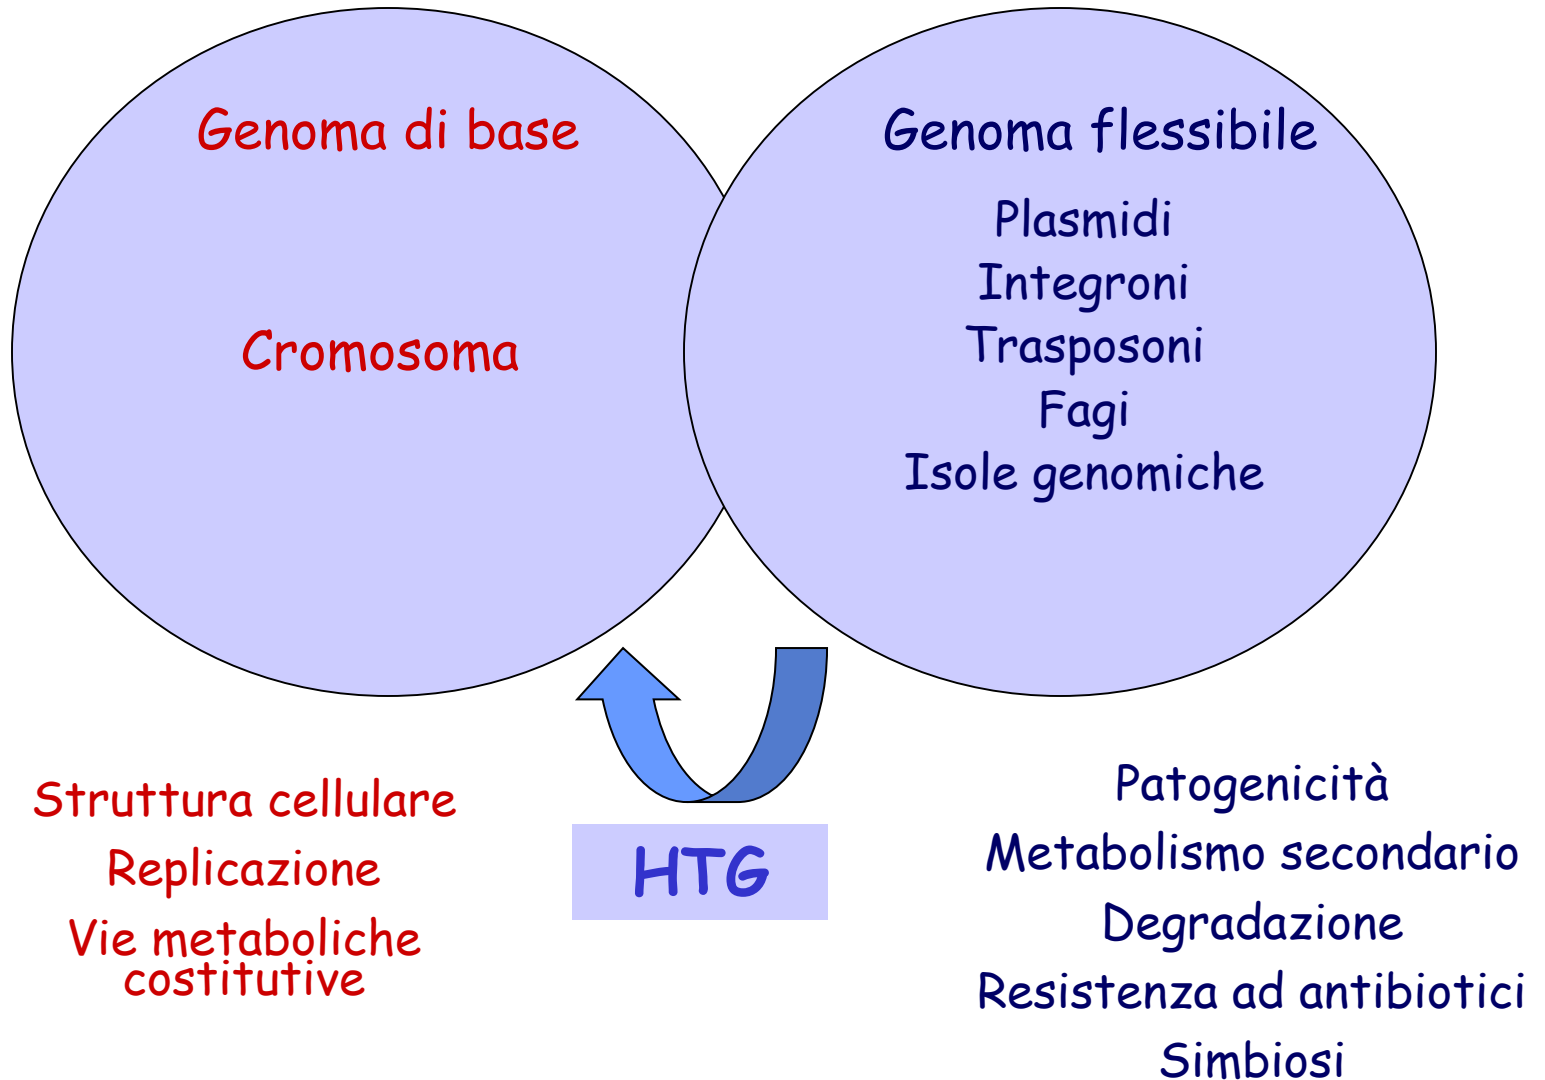 Genoma di base
Cromosoma
Genoma flessibile
Plasmidi
Integroni
Trasposoni
Fagi
Isole genomiche
Struttura cellulare
Replicazione
Vie metaboliche
costitutive
HTG
Patogenicità
Metabolismo secondario
Degradazione
Resistenza ad antibiotici
Simbiosi